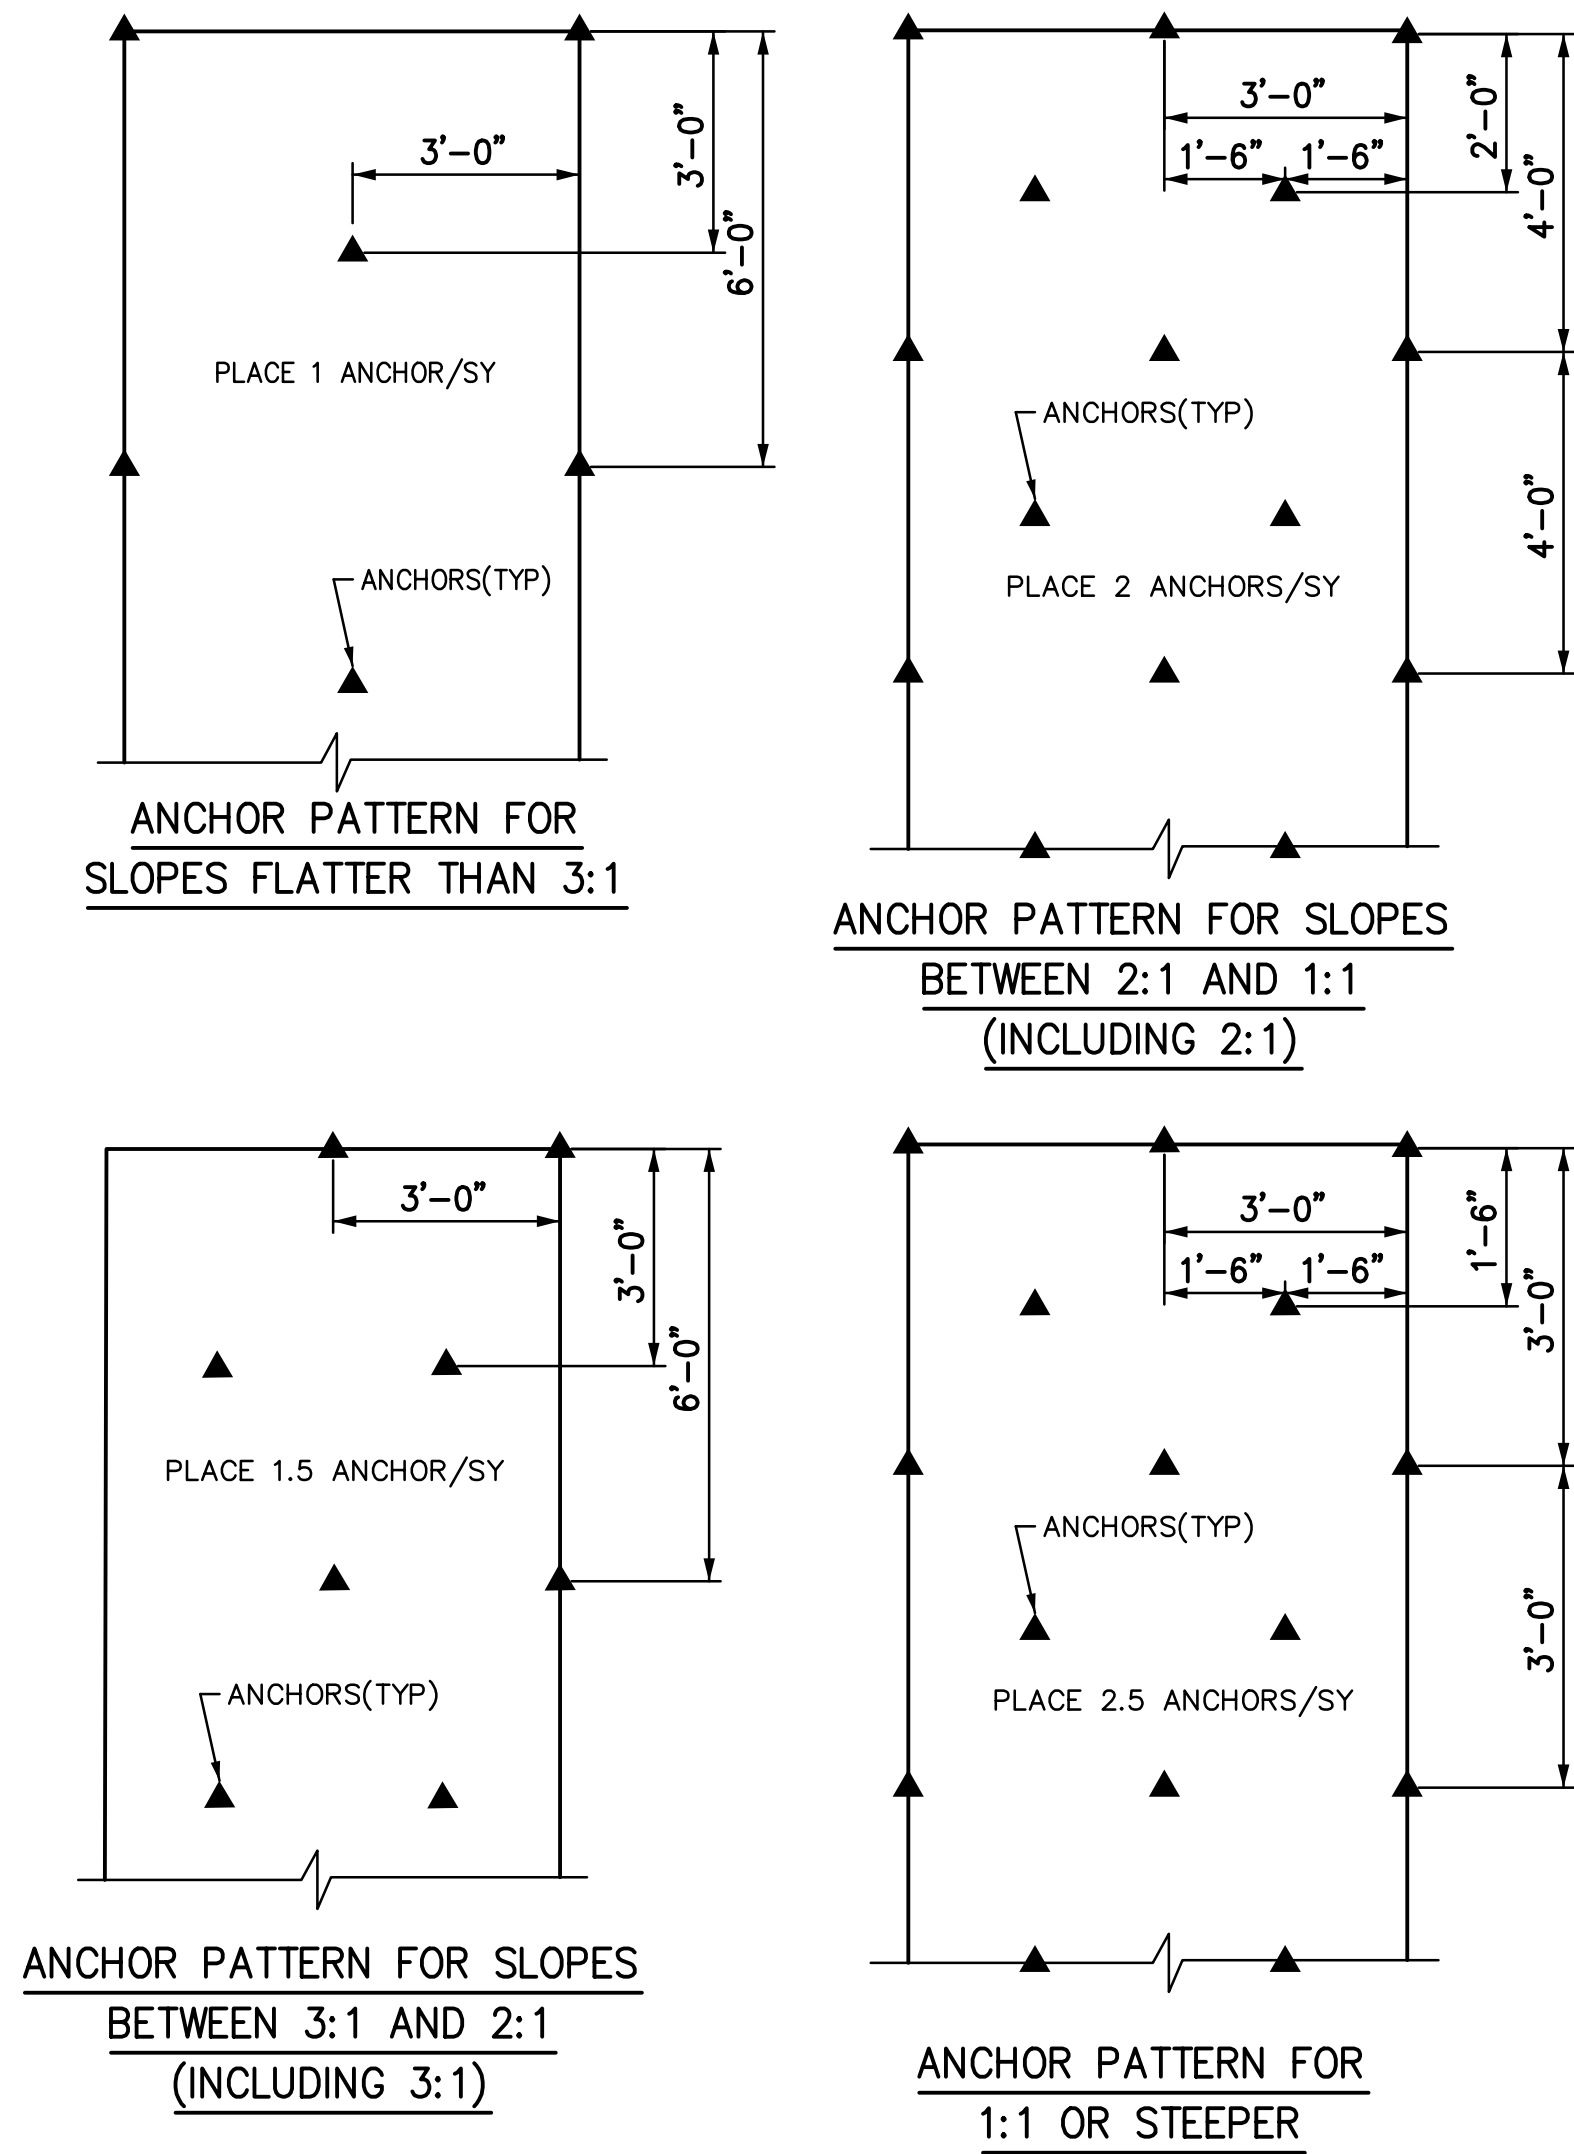 3'-0"
3'-0"
6'-0"
PLACE 1 ANCHOR/SY
ANCHORS(TYP)
ANCHOR PATTERN FOR
SLOPES FLATTER THAN 3:1
3'-0"
1'-6"
1'-6"
2'-0"
4'-0"
ANCHORS(TYP)
4'-0"
PLACE 2 ANCHORS/SY
ANCHOR PATTERN FOR SLOPES
BETWEEN 2:1 AND 1:1
(INCLUDING 2:1)
3'-0"
3'-0"
6'-0"
PLACE 1.5 ANCHOR/SY
ANCHORS(TYP)
ANCHOR PATTERN FOR SLOPES
BETWEEN 3:1 AND 2:1
(INCLUDING 3:1)
3'-0"
1'-6"
1'-6"
1'-6"
3'-0"
ANCHORS(TYP)
3'-0"
PLACE 2.5 ANCHORS/SY
ANCHOR PATTERN FOR
1:1 OR STEEPER